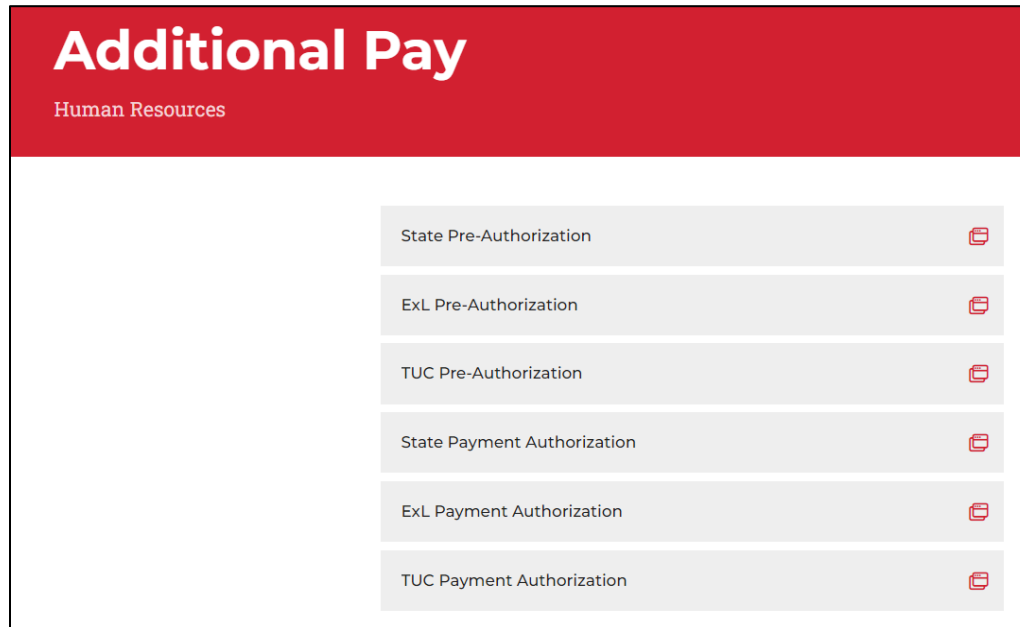 Additional Pay
Human Resources
State Pre-Authorization
ExL Pre-Authorization
TUC Pre-Authorization
State Payment Authorization
ExL Payment Authorization
TUC Payment Authorization